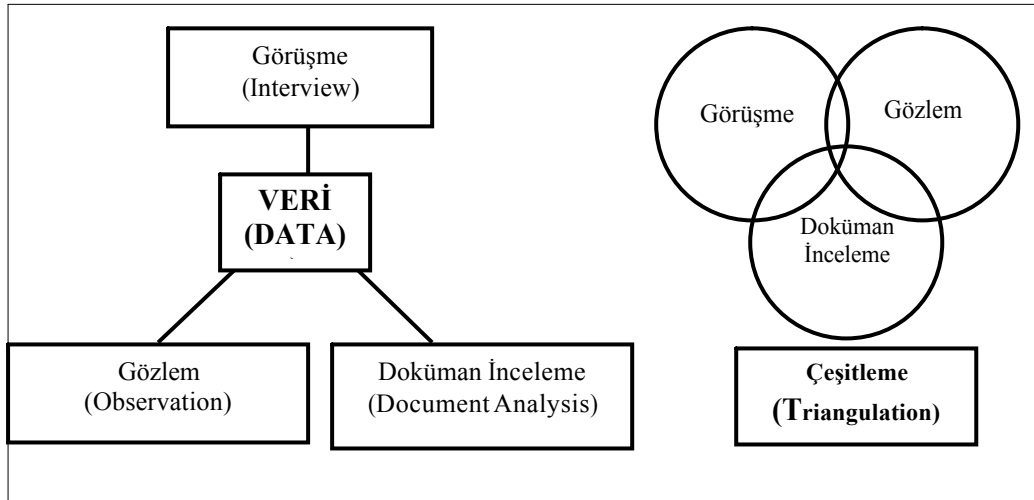 Görüşme
(Interview)
VERİ
(DATA)
Gözlem
(Observation)
Doküman İnceleme
(Document Analysis)
Görüşme
Gözlem
Doküman
İnceleme
Çeşitleme
(Triangulation)